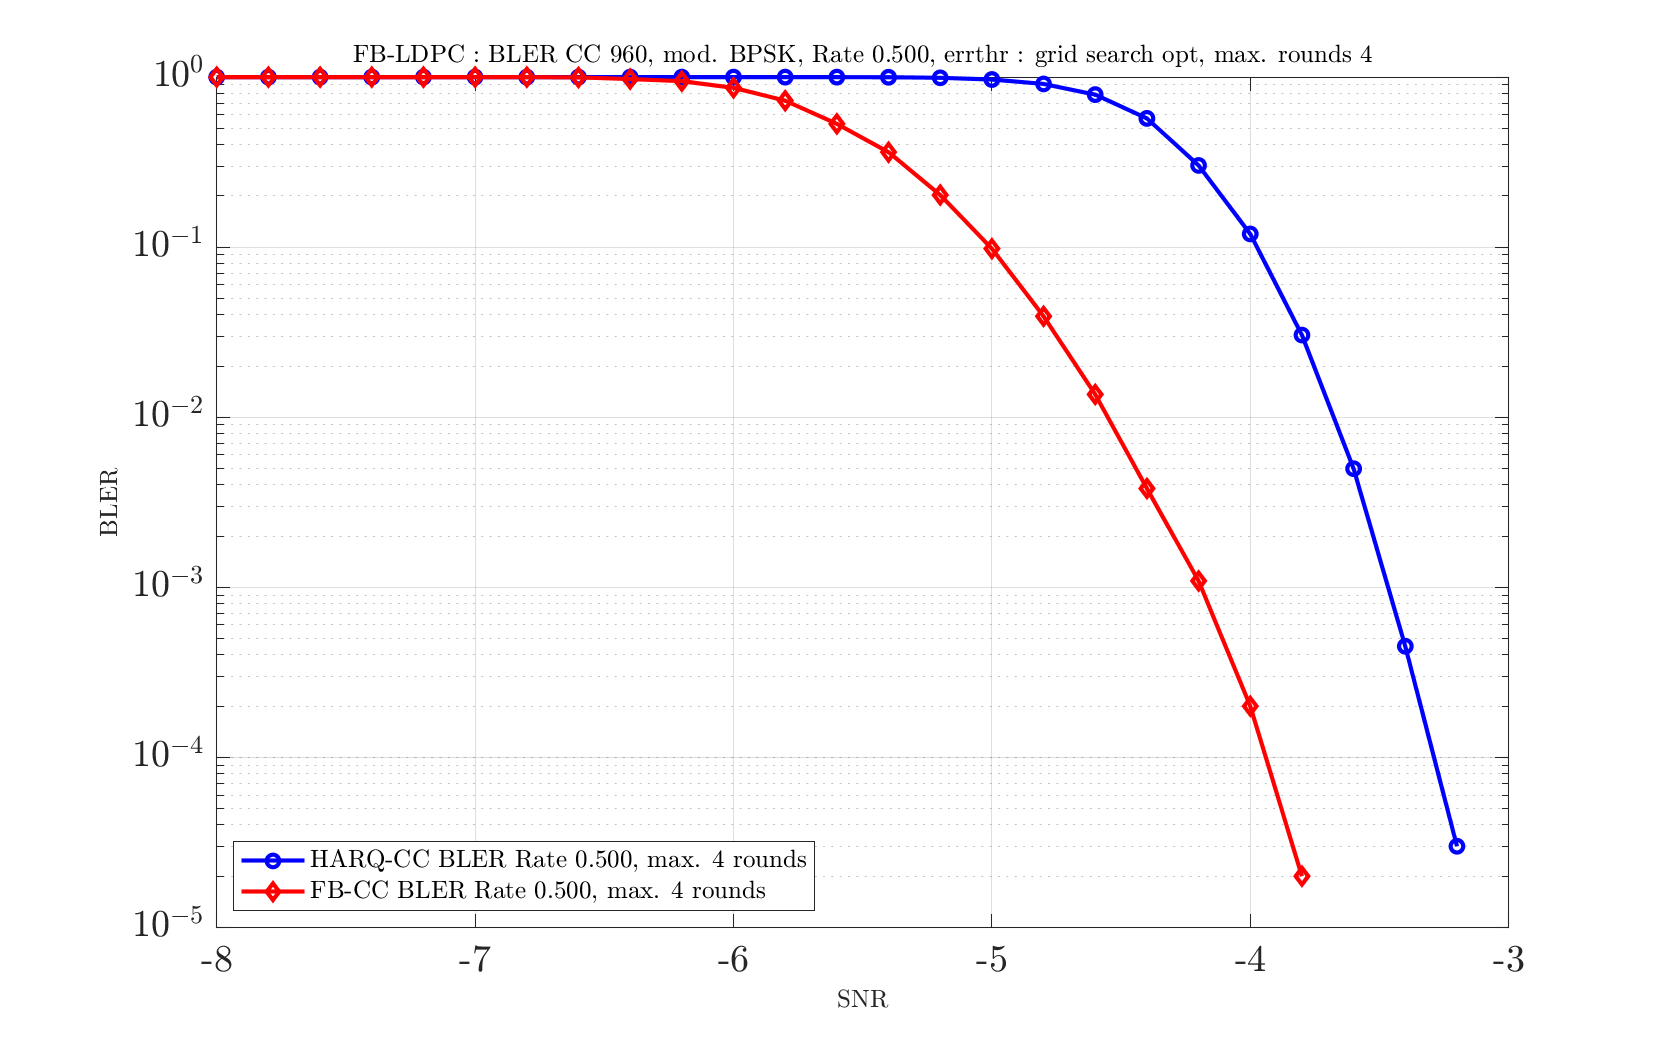 FB-LDPC : BLER CC 960, mod. BPSK, Rate 0.500, errthr : grid search opt, max. rounds 4
10^0
10^-1
10^-2
10^-3
10^-4
10^-5
BLER
HARQ-CC BLER Rate 0.500, max. 4 rounds
FB-CC BLER Rate 0.500, max. 4 rounds
-8 -7 -6 -5 -4 -3
SNR